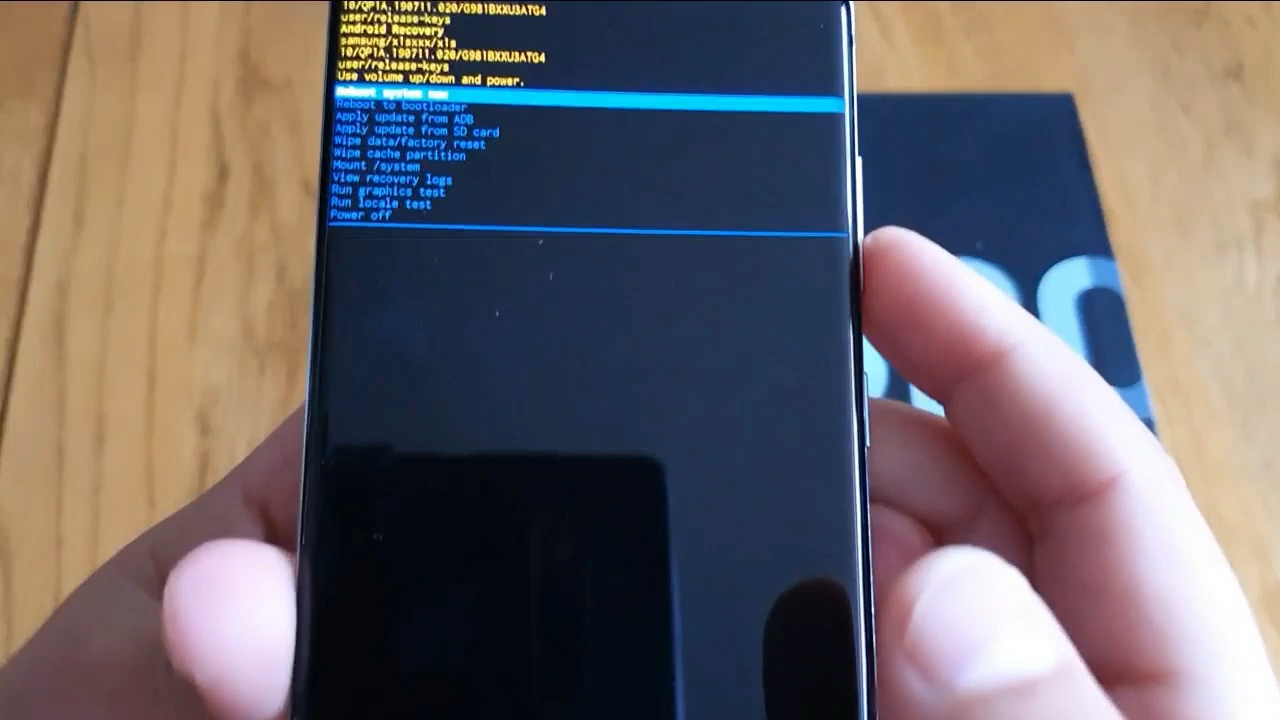 10/QP1A.190711.020/G981BXXU3ATG4
user/release-keys
Android Recovery
samsung/x1sxxx/x1s
10/QP1A.190711.020/G981BXXU3ATG4
user/release-keys
Use volume up/down and power.
Reboot system now
Reboot to bootloader
Apply update from ADB
Apply update from SD card
Wipe data/factory reset
Wipe cache partition
Mount /system
View recovery logs
Run graphics test
Run locale test
Power off